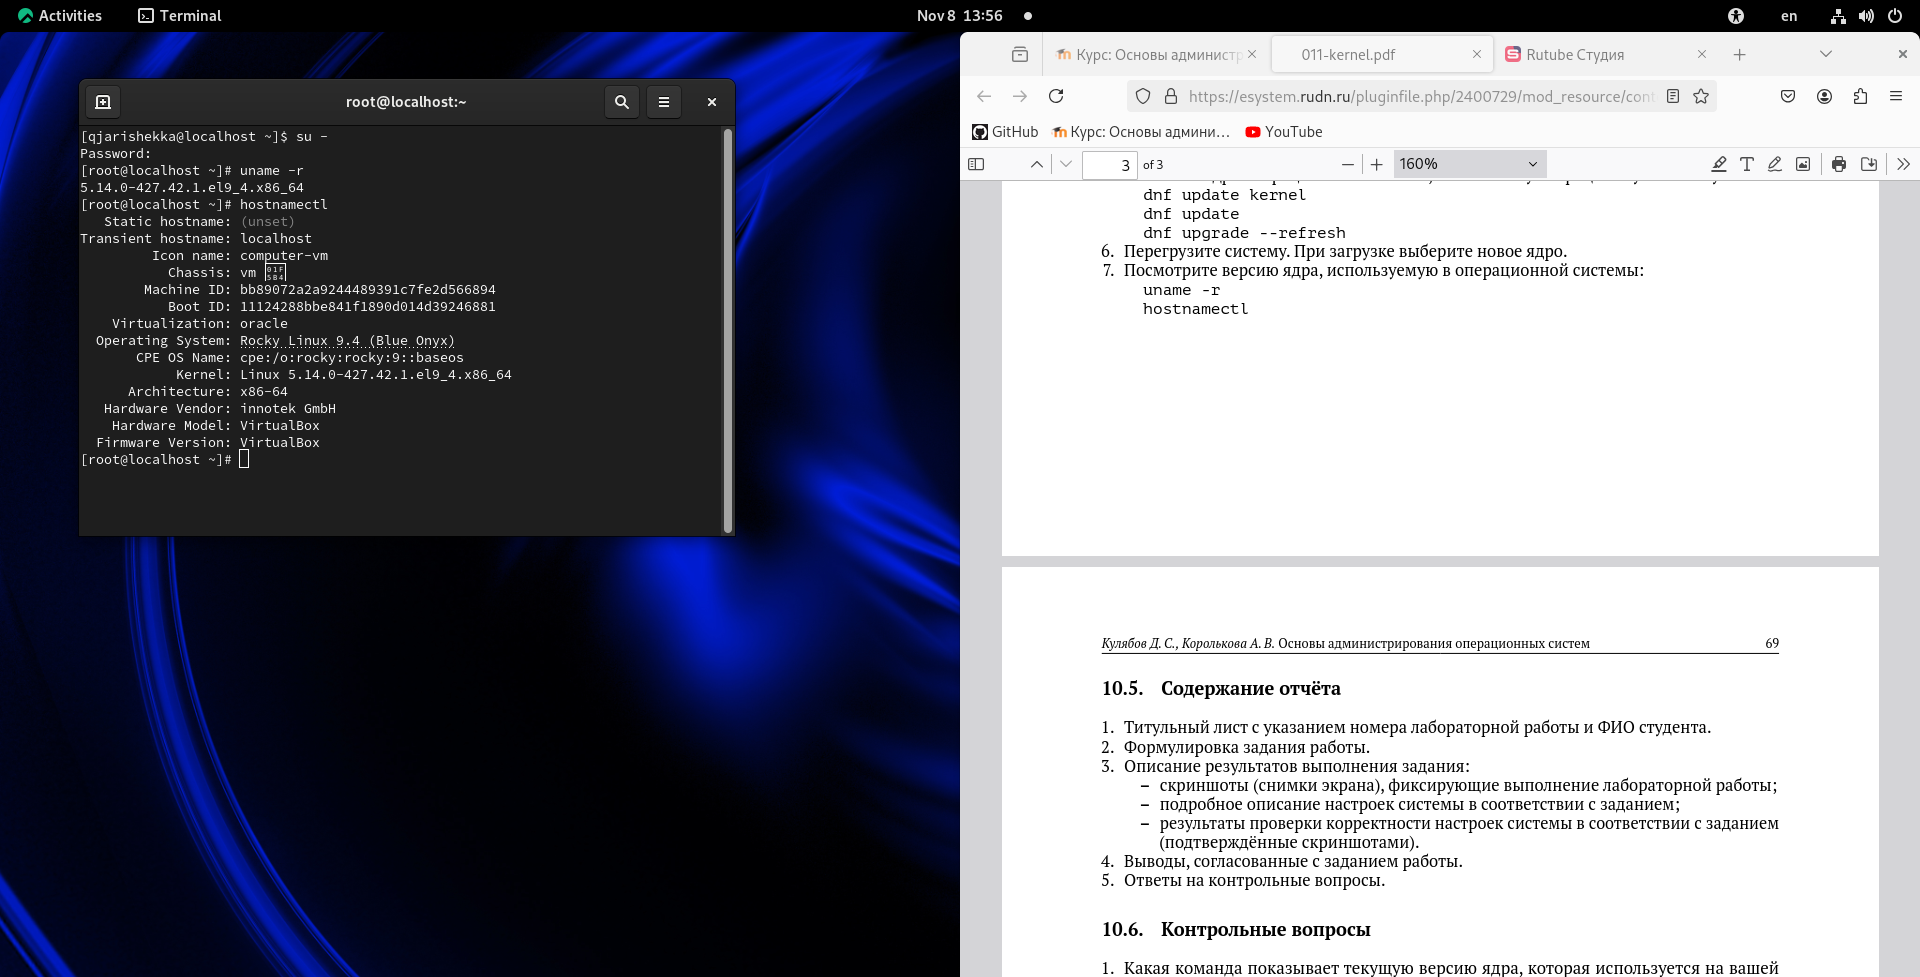 Activities
Terminal
Nov 8 13:56
en
root@localhost:~
[qjarishekka@localhost ~]$ su -
Password:
[root@localhost ~]# uname -r
5.14.0-427.42.1.el9_4.x86_64
[root@localhost ~]# hostnamectl
Static hostname: (unset)
Transient hostname: localhost
Icon name: computer-vm
Chassis: vm
Machine ID: bb89072a2a9244489391c7fe2d566894
Boot ID: 11124288bbe841f1890d014d39246881
Virtualization: oracle
Operating System: Rocky Linux 9.4 (Blue Onyx)
CPE OS Name: cpe:/o:rocky:rocky:9::baseos
Kernel: Linux 5.14.0-427.42.1.el9_4.x86_64
Architecture: x86-64
Hardware Vendor: innotek GmbH
Hardware Model: VirtualBox
Firmware Version: VirtualBox
[root@localhost ~]#
Курс: Основы администр
011-kernel.pdf
Rutube Студия
https://esystem.rudn.ru/pluginfile.php/2400729/mod_resource/cont
GitHub
Курс: Основы админи...
YouTube
3 of 3
160%
dnf update kernel
dnf update
dnf upgrade --refresh
6. Перегрузите систему. При загрузке выберите новое ядро.
7. Посмотрите версию ядра, используемую в операционной системы:
uname -r
hostnamectl
Кулябов Д. С., Королькова А. В. Основы администрирования операционных систем 69
10.5. Содержание отчёта
1. Титульный лист с указанием номера лабораторной работы и ФИО студента.
2. Формулировка задания работы.
3. Описание результатов выполнения задания:
– скриншоты (снимки экрана), фиксирующие выполнение лабораторной работы;
– подробное описание настроек системы в соответствии с заданием;
– результаты проверки корректности настроек системы в соответствии с заданием
(подтверждённые скриншотами).
4. Выводы, согласованные с заданием работы.
5. Ответы на контрольные вопросы.
10.6. Контрольные вопросы
1. Какая команда показывает текущую версию ядра, которая используется на вашей